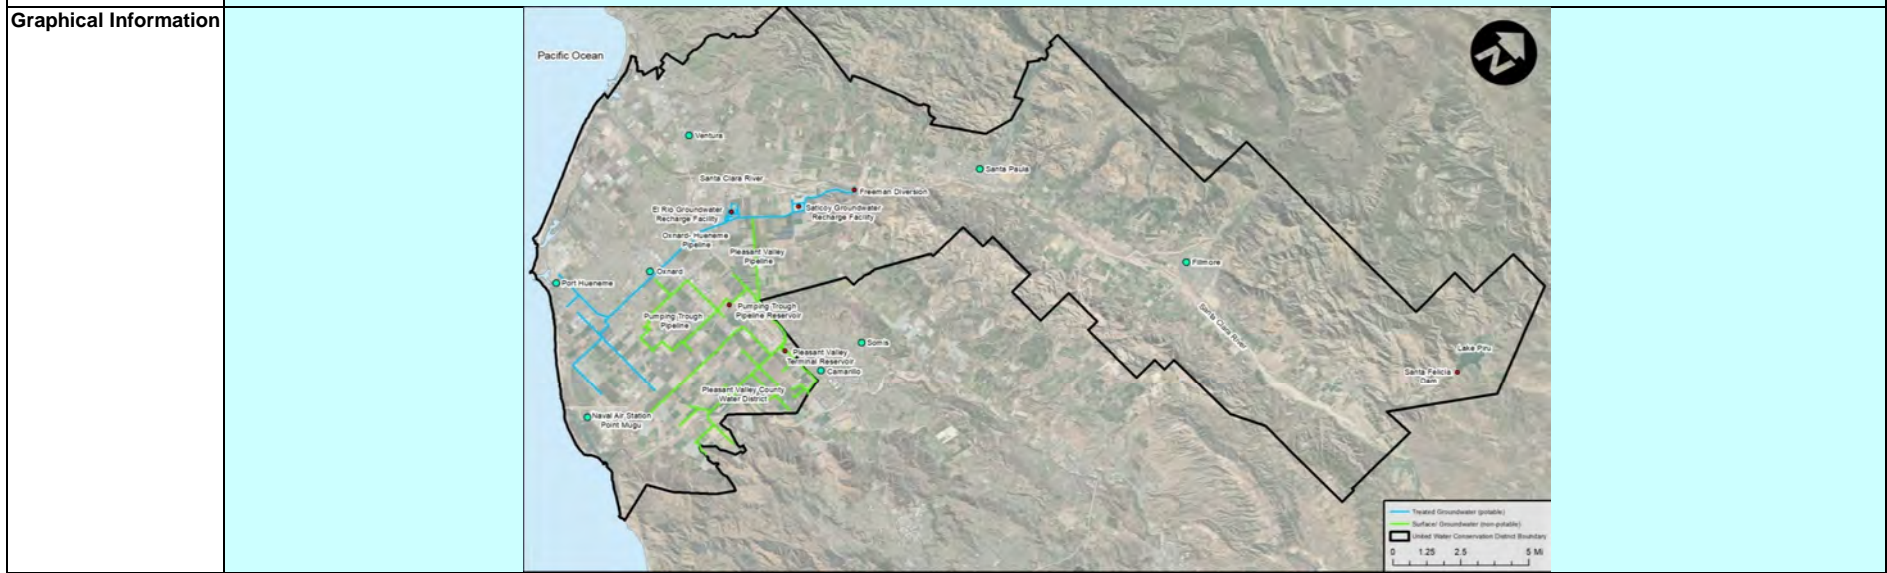 Graphical Information
Pacific Ocean
N
Ventura
Santa Paula
Santa Clara River
Freeman Diversion
El Rio Groundwater
Recharge Facility
Saticoy Groundwater
Recharge Facility
Oxnard- Hueneme
Pipeline
Pleasant Valley
Pipeline
Fillmore
Oxnard
Port Hueneme
Pumping Trough
Pipeline Reservoir
Pumping Trough
Pipeline
Santa Clara River
Somis
Pleasant Valley
Terminal Reservoir
Camarillo
Lake Piru
Santa Felicia
Dam
Pleasant Valley County
Water District
Naval Air Station
Point Mugu
Treated Groundwater (potable)
Surface/ Groundwater (non-potable)
United Water Conservation District Boundary
0 1.25 2.5 5 Mi